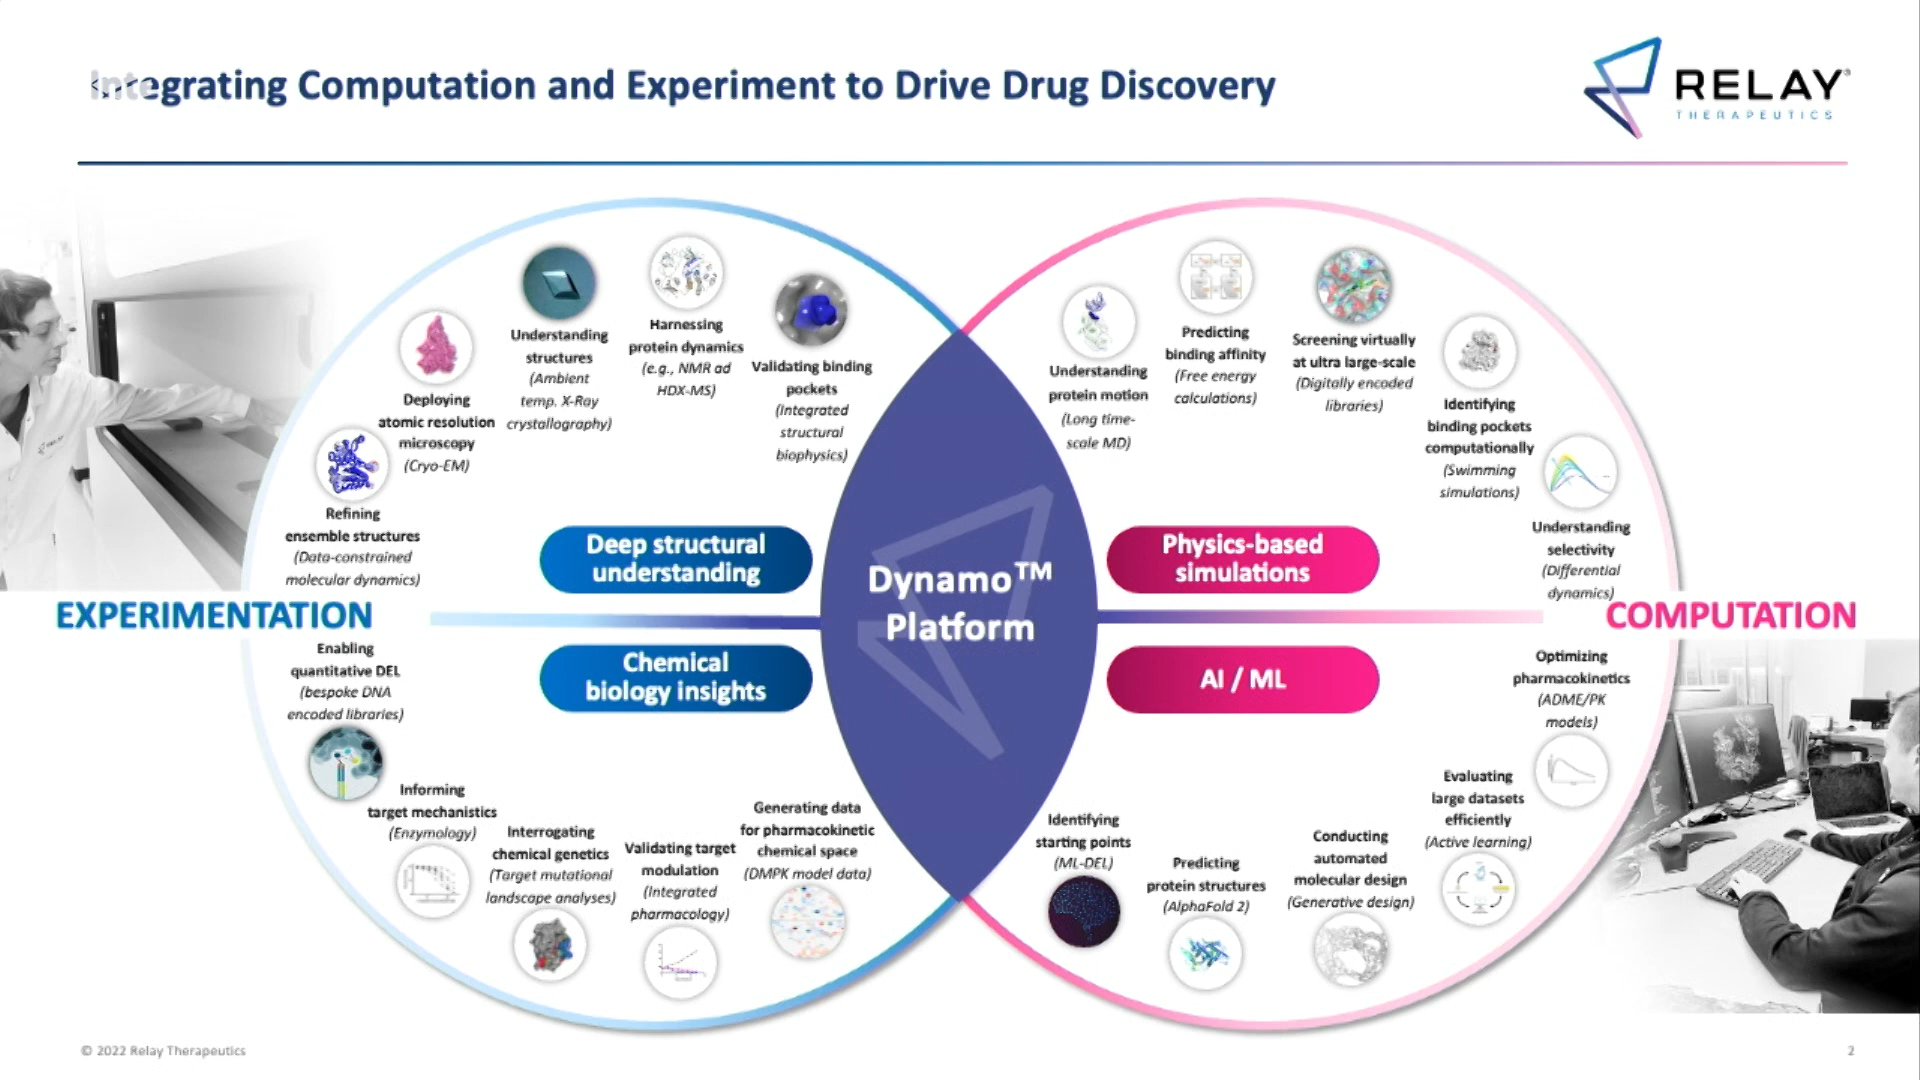 Integrating Computation and Experiment to Drive Drug Discovery
RELAY®
THERAPEUTICS
Understanding
structures
(Ambient
temp. X-Ray
crystallography)
Harnessing
protein dynamics
(e.g., NMR ad
HDX-MS)
Validating binding
pockets
(Integrated
structural
biophysics)
Deploying
atomic resolution
microscopy
(Cryo-EM)
Refining
ensemble structures
(Data-constrained
molecular dynamics)
Understanding
protein motion
(Long time-
scale MD)
Predicting
binding affinity
(Free energy
calculations)
Screening virtually
at ultra large-scale
(Digitally encoded
libraries)
Identifying
binding pockets
computationally
(Swimming
simulations)
Understanding
selectivity
(Differential
dynamics)
Deep structural
understanding
Physics-based
simulations
Dynamo™
Platform
EXPERIMENTATION
COMPUTATION
Chemical
biology insights
AI / ML
Enabling
quantitative DEL
(bespoke DNA
encoded libraries)
Informing
target mechanistics
(Enzymology)
Interrogating
chemical genetics
(Target mutational
landscape analyses)
Validating target
modulation
(Integrated
pharmacology)
Generating data
for pharmacokinetic
chemical space
(DMPK model data)
Identifying
starting points
(ML-DEL)
Predicting
protein structures
(AlphaFold 2)
Conducting
automated
molecular design
(Generative design)
Evaluating
large datasets
efficiently
(Active learning)
Optimizing
pharmacokinetics
(ADME/PK
models)
© 2022 Relay Therapeutics
2